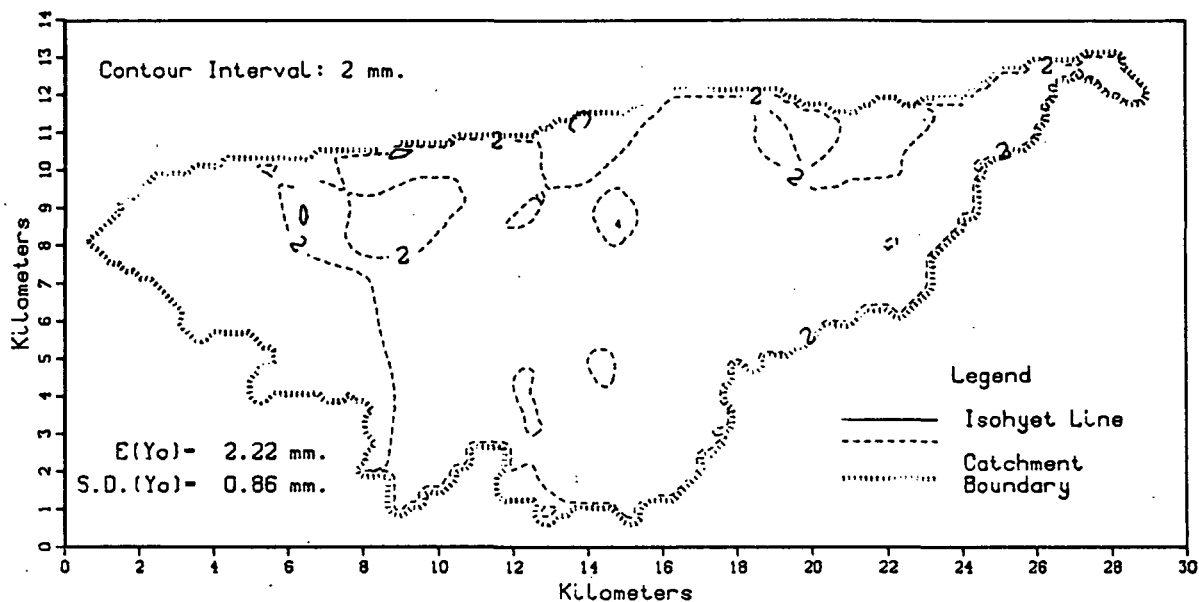 Contour Interval: 2 mm.
2
2
2
2
2
2
2
2
2
4
E(Yo)= 2.22 mm.
S.D.(Yo)= 0.86 mm.
Legend
Isohyet Line
Catchment
Boundary
Kilometers
14
13
12
11
10
9
8
7
6
5
4
3
2
1
0
0 2 4 6 8 10 12 14 16 18 20 22 24 26 28 30
Kilometers